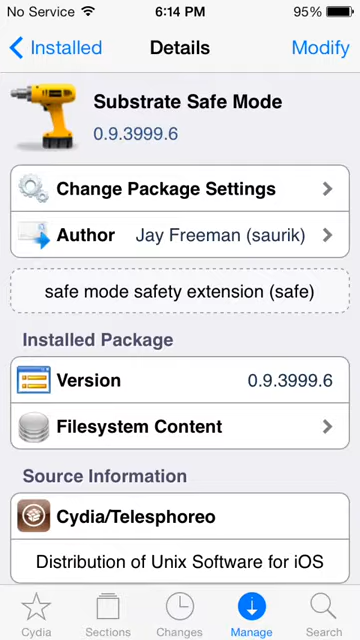 No Service 6:14 PM 95%
Installed Details Modify
Substrate Safe Mode
0.9.3999.6
Change Package Settings
Author Jay Freeman (saurik)
safe mode safety extension (safe)
Installed Package
Version 0.9.3999.6
Filesystem Content
Source Information
Cydia/Telesphoreo
Distribution of Unix Software for iOS
Cydia Sections Changes Manage Search